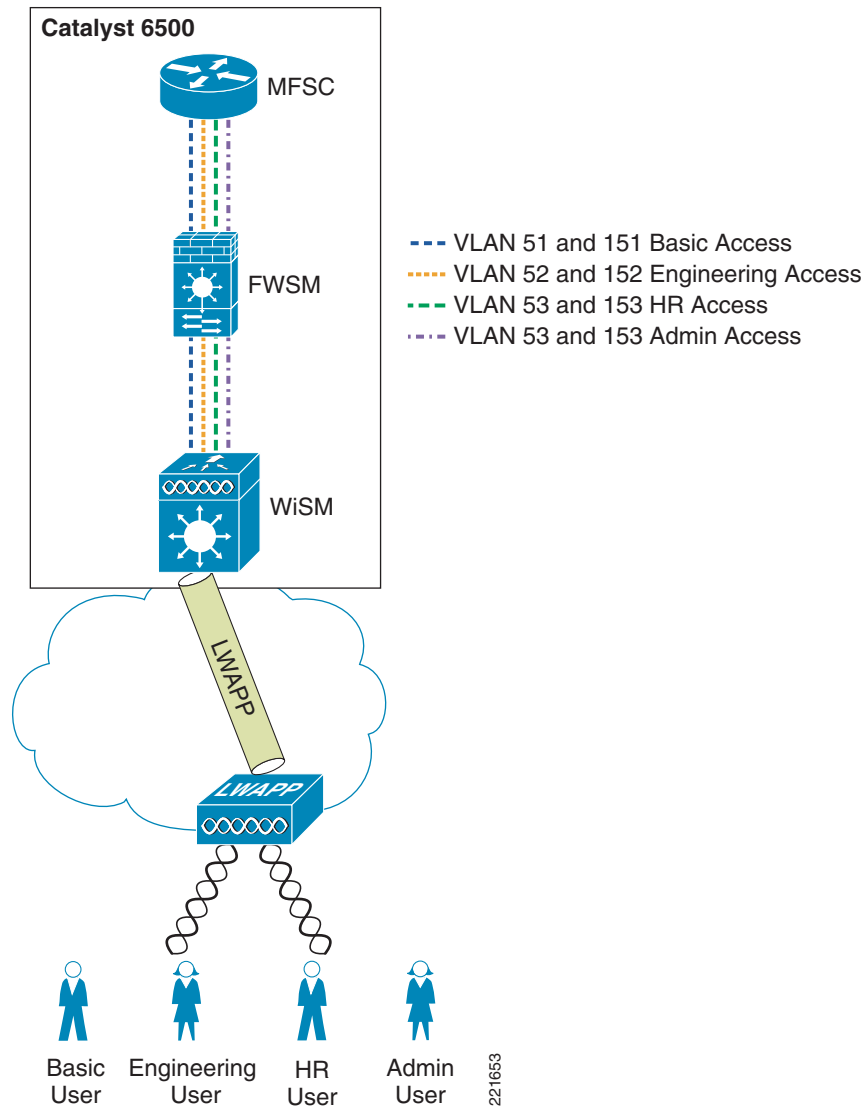 Catalyst 6500
MFSC
FWSM
VLAN 51 and 151 Basic Access
VLAN 52 and 152 Engineering Access
VLAN 53 and 153 HR Access
VLAN 53 and 153 Admin Access
WiSM
LWAPP
LWAPP
Basic
User
Engineering
User
HR
User
Admin
User
221653